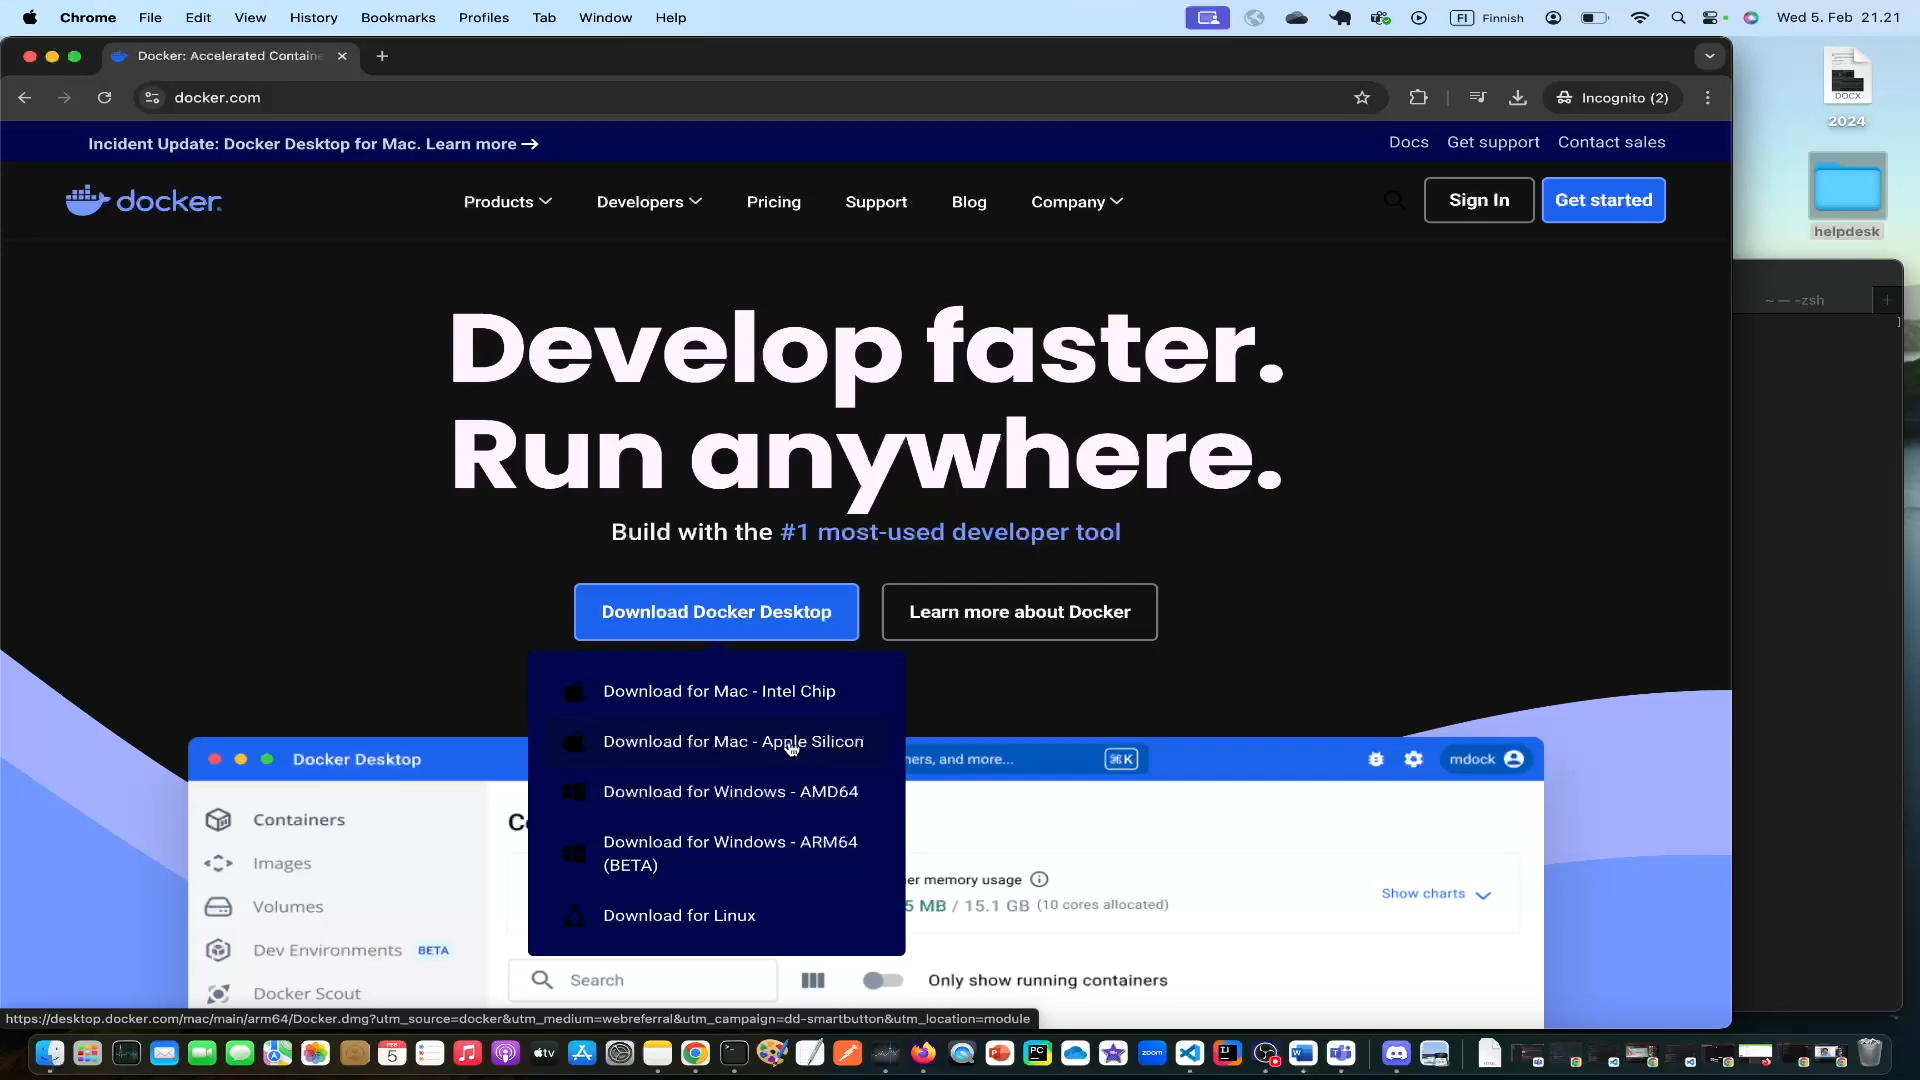 Chrome File Edit View History Bookmarks Profiles Tab Window Help FI Finnish Wed 5. Feb 21.21
Docker: Accelerated Containe
docker.com Incognito (2)
DOCX
2024
helpdesk
~ — -zsh
Incident Update: Docker Desktop for Mac. Learn more → Docs Get support Contact sales
docker. Products Developers Pricing Support Blog Company Sign In Get started
Develop faster.
Run anywhere.
Build with the #1 most-used developer tool
Download Docker Desktop Learn more about Docker
Download for Mac - Intel Chip
Download for Mac - Apple Silicon
Download for Windows - AMD64
Download for Windows - ARM64
(BETA)
Download for Linux
Docker Desktop ners, and more... ⌘K mdock
Containers
Images
Volumes
Dev Environments BETA
Docker Scout
er memory usage
5 MB / 15.1 GB (10 cores allocated) Show charts
Search Only show running containers
https://desktop.docker.com/mac/main/arm64/Docker.dmg?utm_source=docker&utm_medium=webreferral&utm_campaign=dd-smartbutton&utm_location=module
FEB
5
tv
PC
zoom